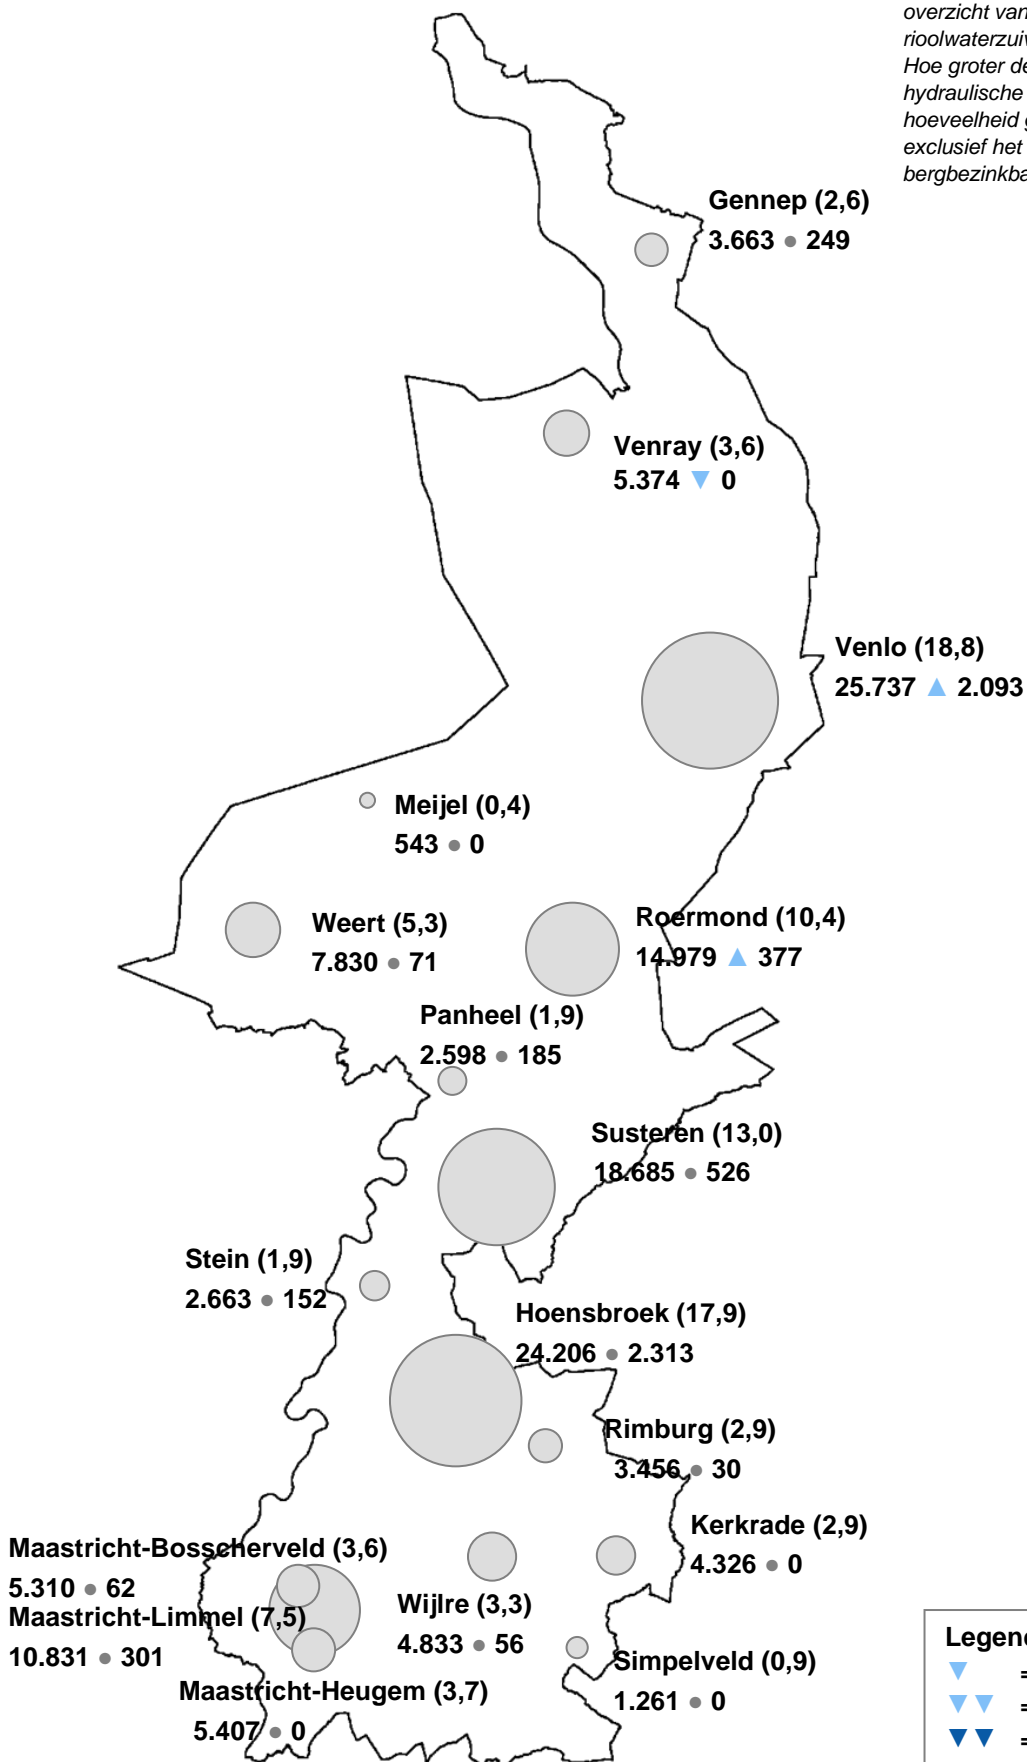 overzicht van
rioolwaterzuiv
Hoe groter de
hydraulische
hoeveelheid
exclusief het
bergbezinkba
Gennep (2,6)
3.663 ● 249
Venray (3,6)
5.374 ▼ 0
Venlo (18,8)
25.737 ▲ 2.093
Meijel (0,4)
543 ● 0
Weert (5,3)
7.830 ● 71
Roermond (10,4)
14.979 ▲ 377
Panheel (1,9)
2.598 ● 185
Susteren (13,0)
18.685 ● 526
Stein (1,9)
2.663 ● 152
Hoensbroek (17,9)
24.206 ● 2.313
Rimburg (2,9)
3.456 ● 30
Kerkrade (2,9)
4.326 ● 0
Maastricht-Bosscherveld (3,6)
5.310 ● 62
Maastricht-Limmel (7,5)
10.831 ● 301
Wijlre (3,3)
4.833 ● 56
Simpelveld (0,9)
1.261 ● 0
Maastricht-Heugem (3,7)
5.407 ● 0
Legen
▼ =
▼ ▼ =
▼ ▼ =